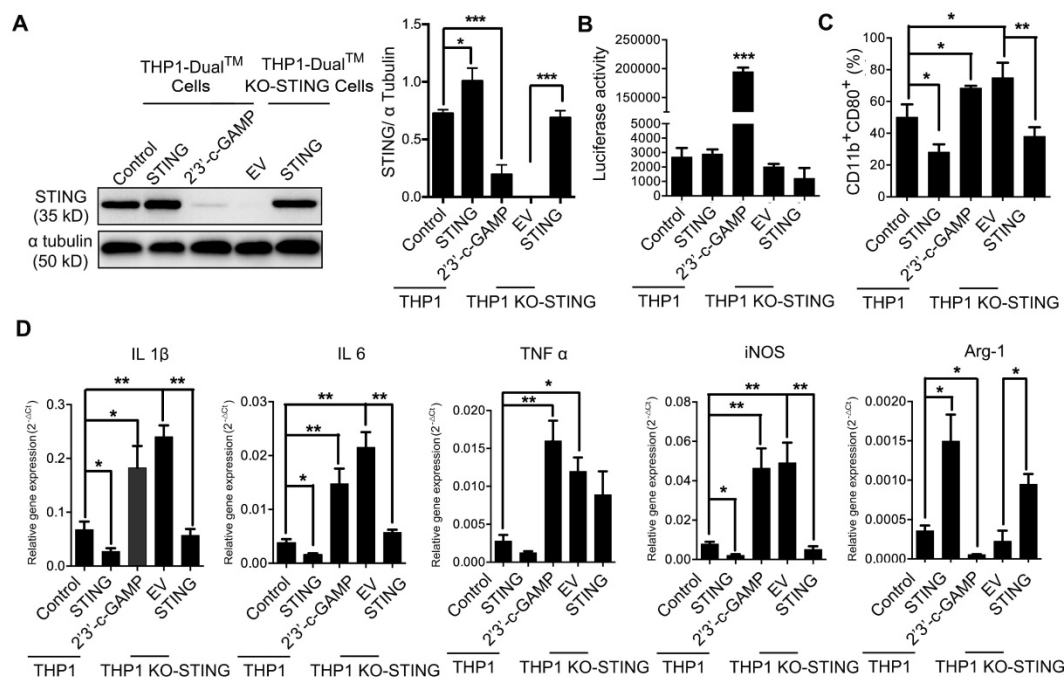 A
THP1-Dual™ Cells
THP1-Dual™ KO-STING Cells
Control
STING
2'3'-c-GAMP
EV
STING
STING (35 kD)
α tubulin (50 kD)
STING/ α Tubulin
1.5
1.0
0.5
0.0
*
***
***
Control
STING
2'3'-c-GAMP
EV
STING
THP1
THP1 KO-STING
B
Luciferase activity
250000
200000
150000
100000
5000
4000
3000
2000
1000
0
***
Control
STING
2'3'-c-GAMP
EV
STING
THP1
THP1 KO-STING
C
CD11b+CD80+ (%)
100
80
60
40
20
0
*
*
*
**
Control
STING
2'3'-c-GAMP
EV
STING
THP1
THP1 KO-STING
D
IL 1β
Relative gene expression (2-ΔCt)
0.3
0.2
0.1
0.0
**
**
*
*
Control
STING
2'3'-c-GAMP
EV
STING
THP1
THP1 KO-STING
IL 6
Relative gene expression (2-ΔCt)
0.03
0.02
0.01
0.00
**
**
**
*
Control
STING
2'3'-c-GAMP
EV
STING
THP1
THP1 KO-STING
TNF α
Relative gene expression (2-ΔCt)
0.020
0.015
0.010
0.005
0.000
*
**
Control
STING
2'3'-c-GAMP
EV
STING
THP1
THP1 KO-STING
iNOS
Relative gene expression (2-ΔCt)
0.08
0.06
0.04
0.02
0.00
**
**
**
*
Control
STING
2'3'-c-GAMP
EV
STING
THP1
THP1 KO-STING
Arg-1
Relative gene expression (2-ΔCt)
0.0020
0.0015
0.0010
0.0005
0.0000
*
*
*
Control
STING
2'3'-c-GAMP
EV
STING
THP1
THP1 KO-STING